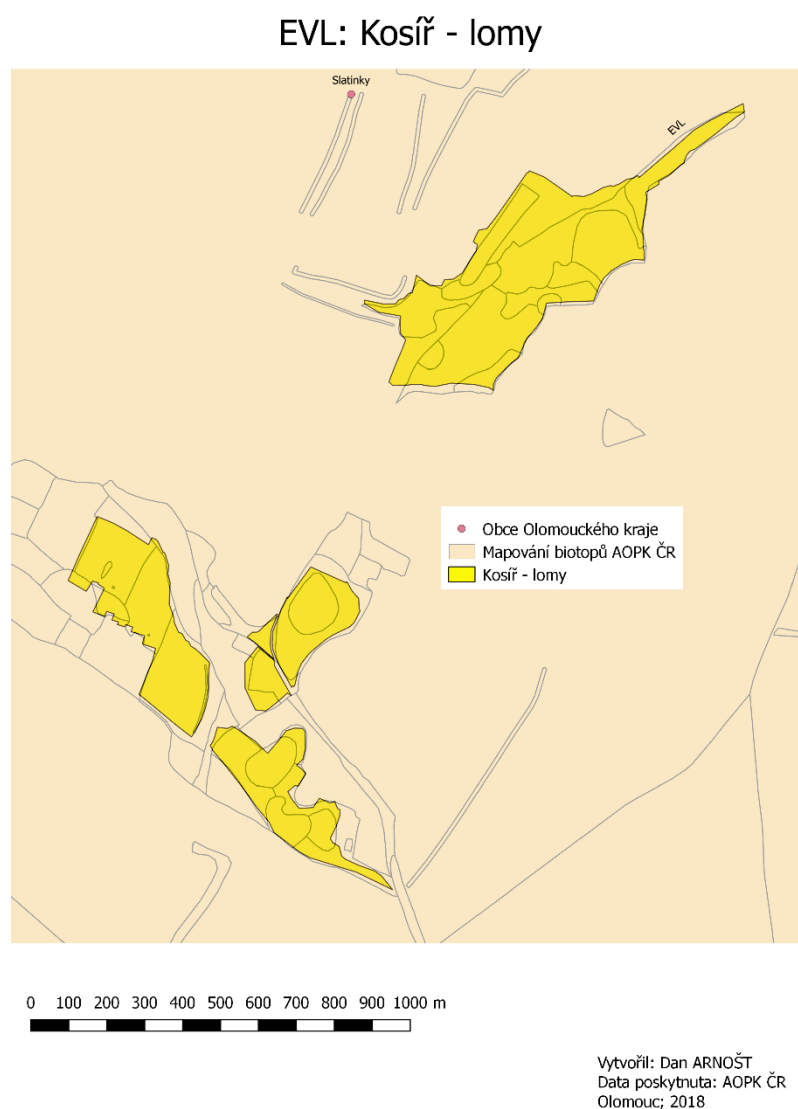 EVL: Kosíř - lomy
Slatinky
EVL
Obce Olomouckého kraje
Mapování biotopů AOPK ČR
Kosíř - lomy
0 100 200 300 400 500 600 700 800 900 1000 m
Vytvořil: Dan ARNOŠT
Data poskytnuta: AOPK ČR
Olomouc; 2018